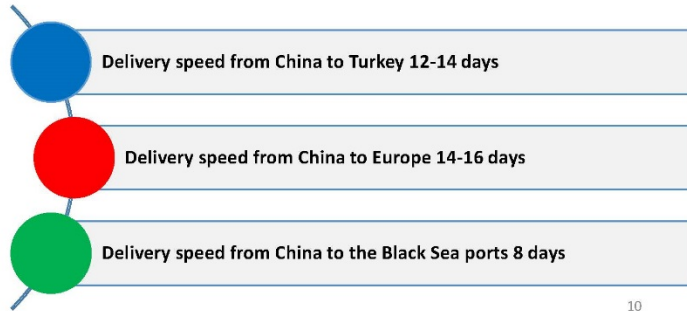 Delivery speed from China to Turkey 12-14 days
Delivery speed from China to Europe 14-16 days
Delivery speed from China to the Black Sea ports 8 days
10